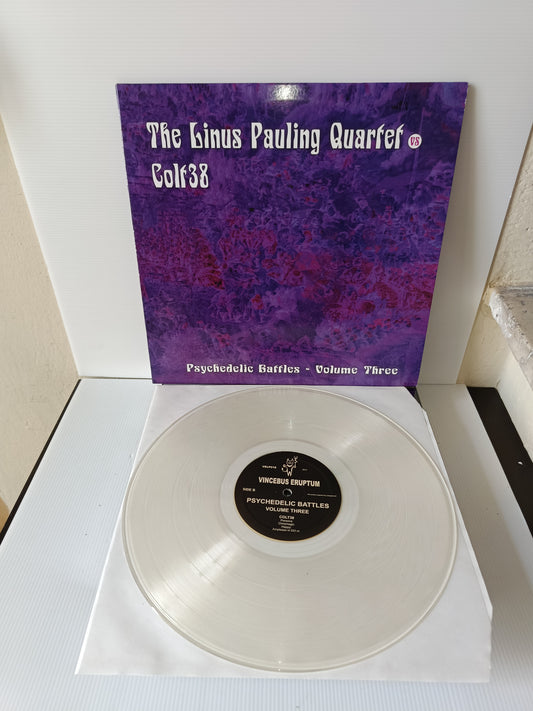 The Linus Pauling Quartet VS
Colt38
Psychedelic Battles - Volume Three
VINCEBUS ERUPTUM
SIDE B
PSYCHEDELIC BATTLES
VOLUME THREE
COLT38